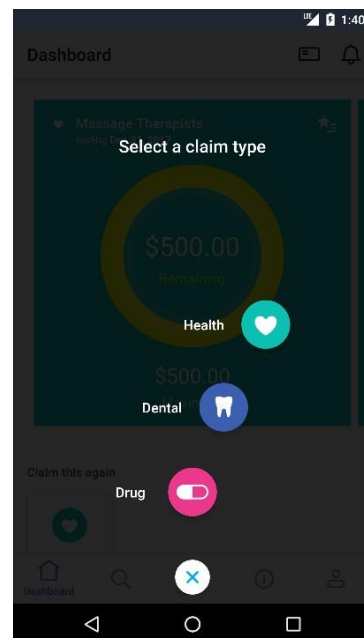 LTE 1:40
Dashboard
Massage Therapists
Select a claim type
$500.00
Remaining
Health
$500.00
Dental
Claim this again
Drug
Dashboard